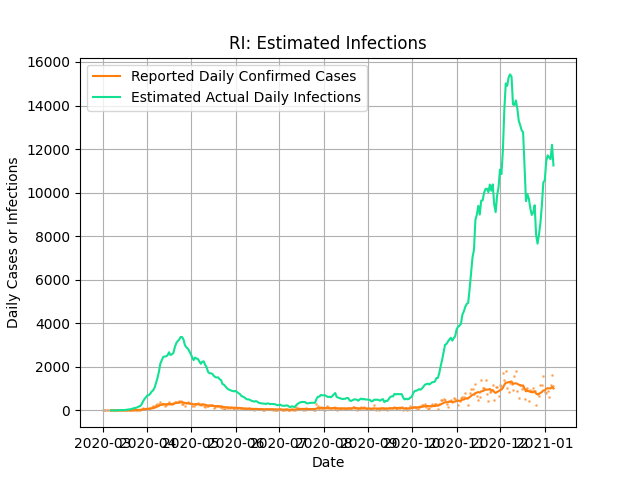 RI: Estimated Infections
Reported Daily Confirmed Cases
Estimated Actual Daily Infections
16000
14000
12000
10000
8000
6000
4000
2000
0
Daily Cases or Infections
2020-03 2020-04 2020-05 2020-06 2020-07 2020-08 2020-09 2020-10 2020-11 2020-12 2021-01
Date